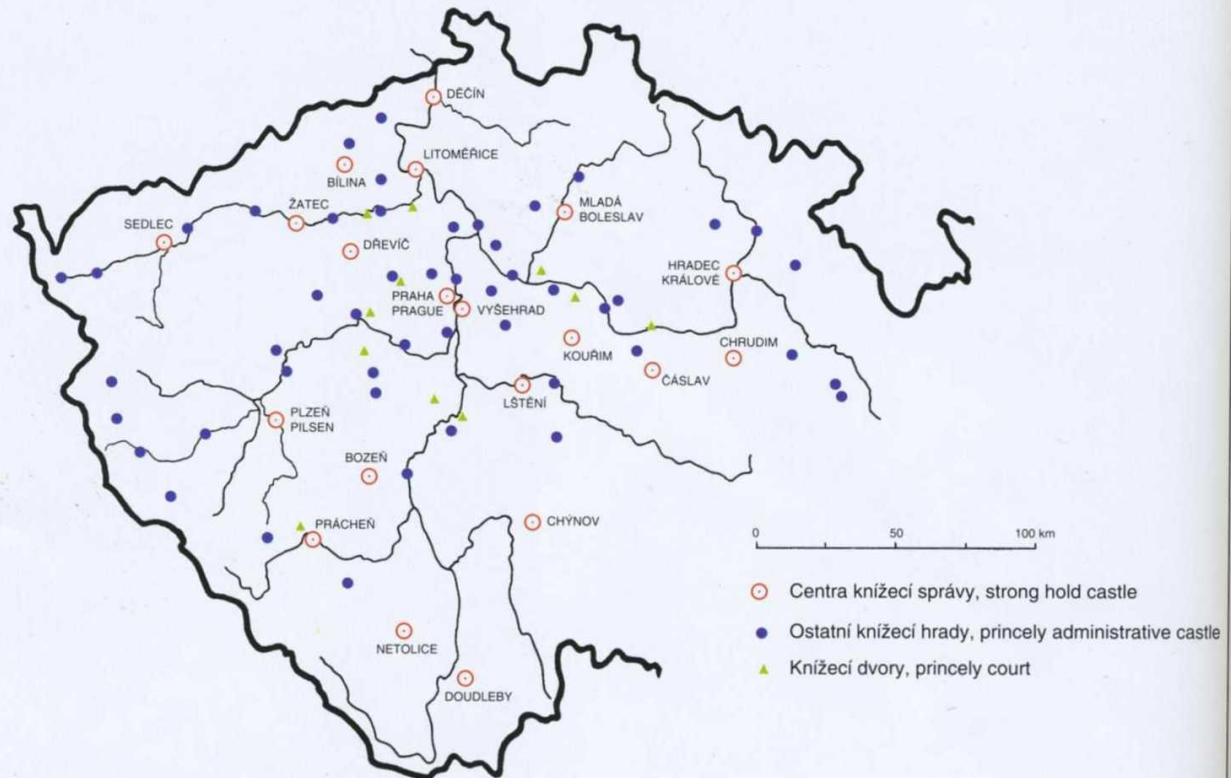 DĚČÍN
LITOMĚŘICE
BÍLINA
ŽATEC
MLADÁ
BOLESLAV
SEDLEC
DŘEVÍČ
HRADEC
KRÁLOVÉ
PRAHA
PRAGUE
VYŠEHRAD
KOUŘIM
CHRUDIM
ČÁSLAV
LŠTĚNÍ
PLZEŇ
PILSEN
BOZEŇ
CHÝNOV
PRÁCHEŇ
NETOLICE
DOUDLEBY
0 50 100 km
Centra knížecí správy, strong hold castle
Ostatní knížecí hrady, princely administrative castle
Knížecí dvory, princely court